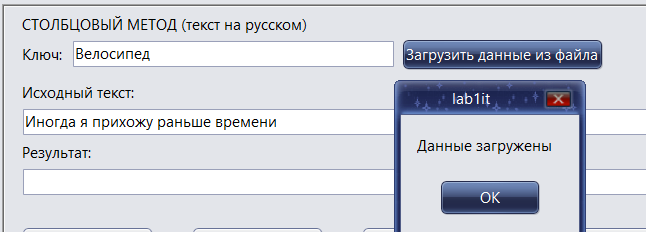 СТОЛБЦОВЫЙ МЕТОД (текст на русском)
Ключ: Велосипед Загрузить данные из файла
Исходный текст: lab1it
Иногда я прихожу раньше времени
Данные загружены
Результат:
OK